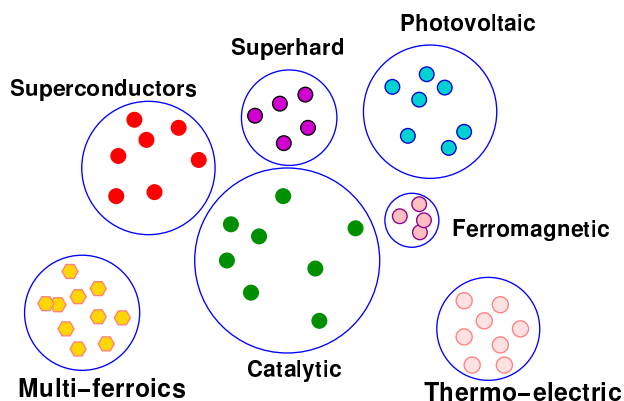 Photovoltaic
Superhard
Superconductors
Ferromagnetic
Catalytic
Multi–ferroics
Thermo–electric